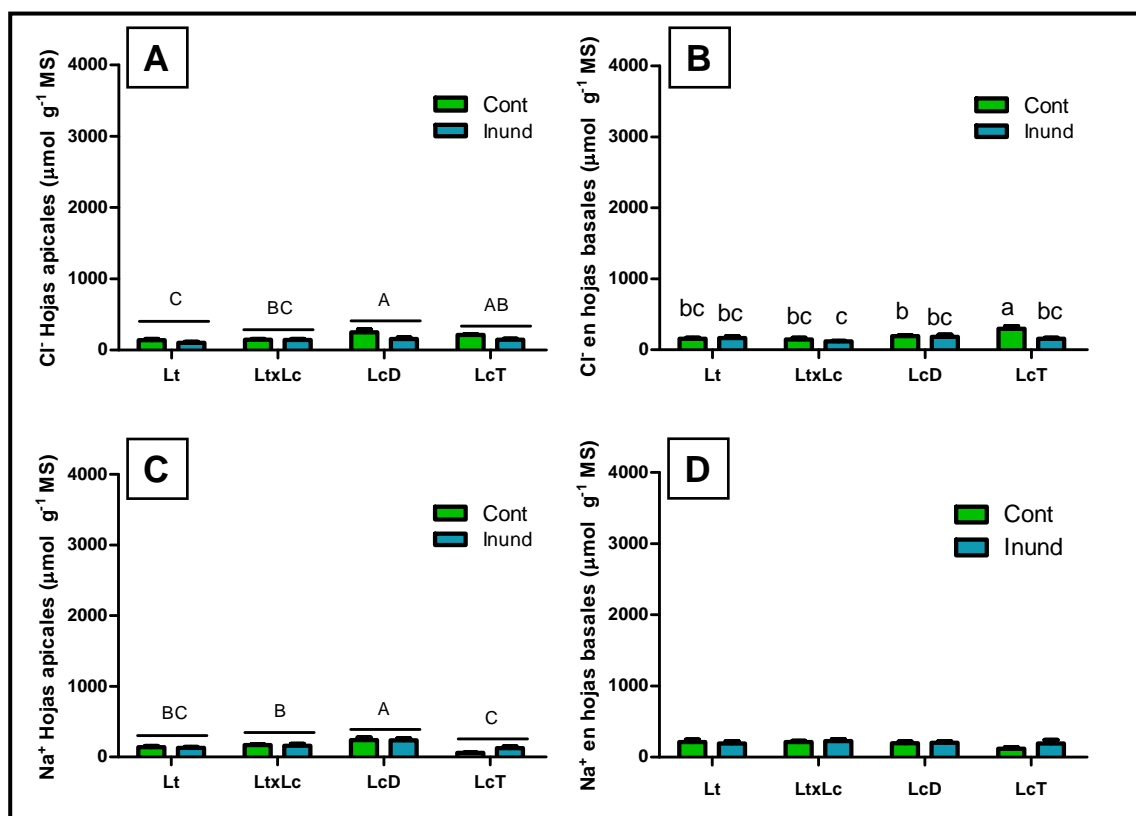 A
Cl⁻ Hojas apicales (µmol g⁻¹ MS)
4000
3000
2000
1000
0
Cont
Inund
C
BC
A
AB
Lt
LtxLc
LcD
LcT
B
Cl⁻ en hojas basales (µmol g⁻¹ MS)
4000
3000
2000
1000
0
Cont
Inund
bc
bc
bc
c
b
bc
a
bc
Lt
LtxLc
LcD
LcT
C
Na⁺ Hojas apicales (µmol g⁻¹ MS)
4000
3000
2000
1000
0
Cont
Inund
BC
B
A
C
Lt
LtxLc
LcD
LcT
D
Na⁺ en hojas basales (µmol g⁻¹ MS)
4000
3000
2000
1000
0
Cont
Inund
Lt
LtxLc
LcD
LcT